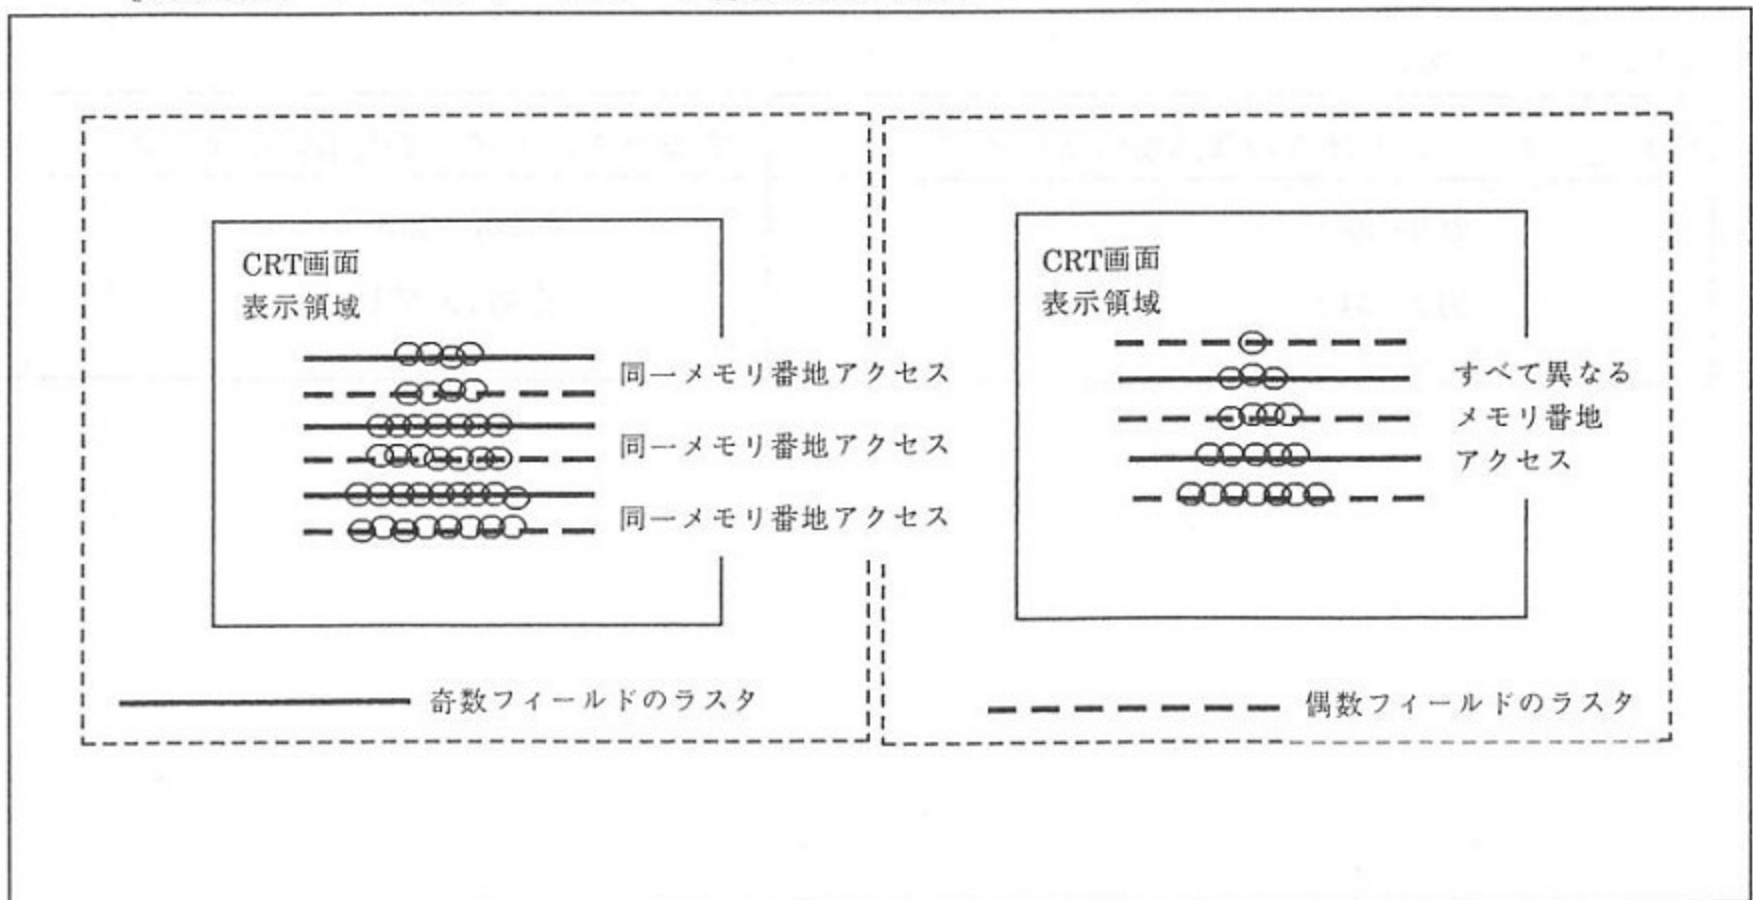 CRT画面
表示領域
同一メモリ番地アクセス
同一メモリ番地アクセス
同一メモリ番地アクセス
奇数フィールドのラスタ
CRT画面
表示領域
すべて異なる
メモリ番地
アクセス
偶数フィールドのラスタ